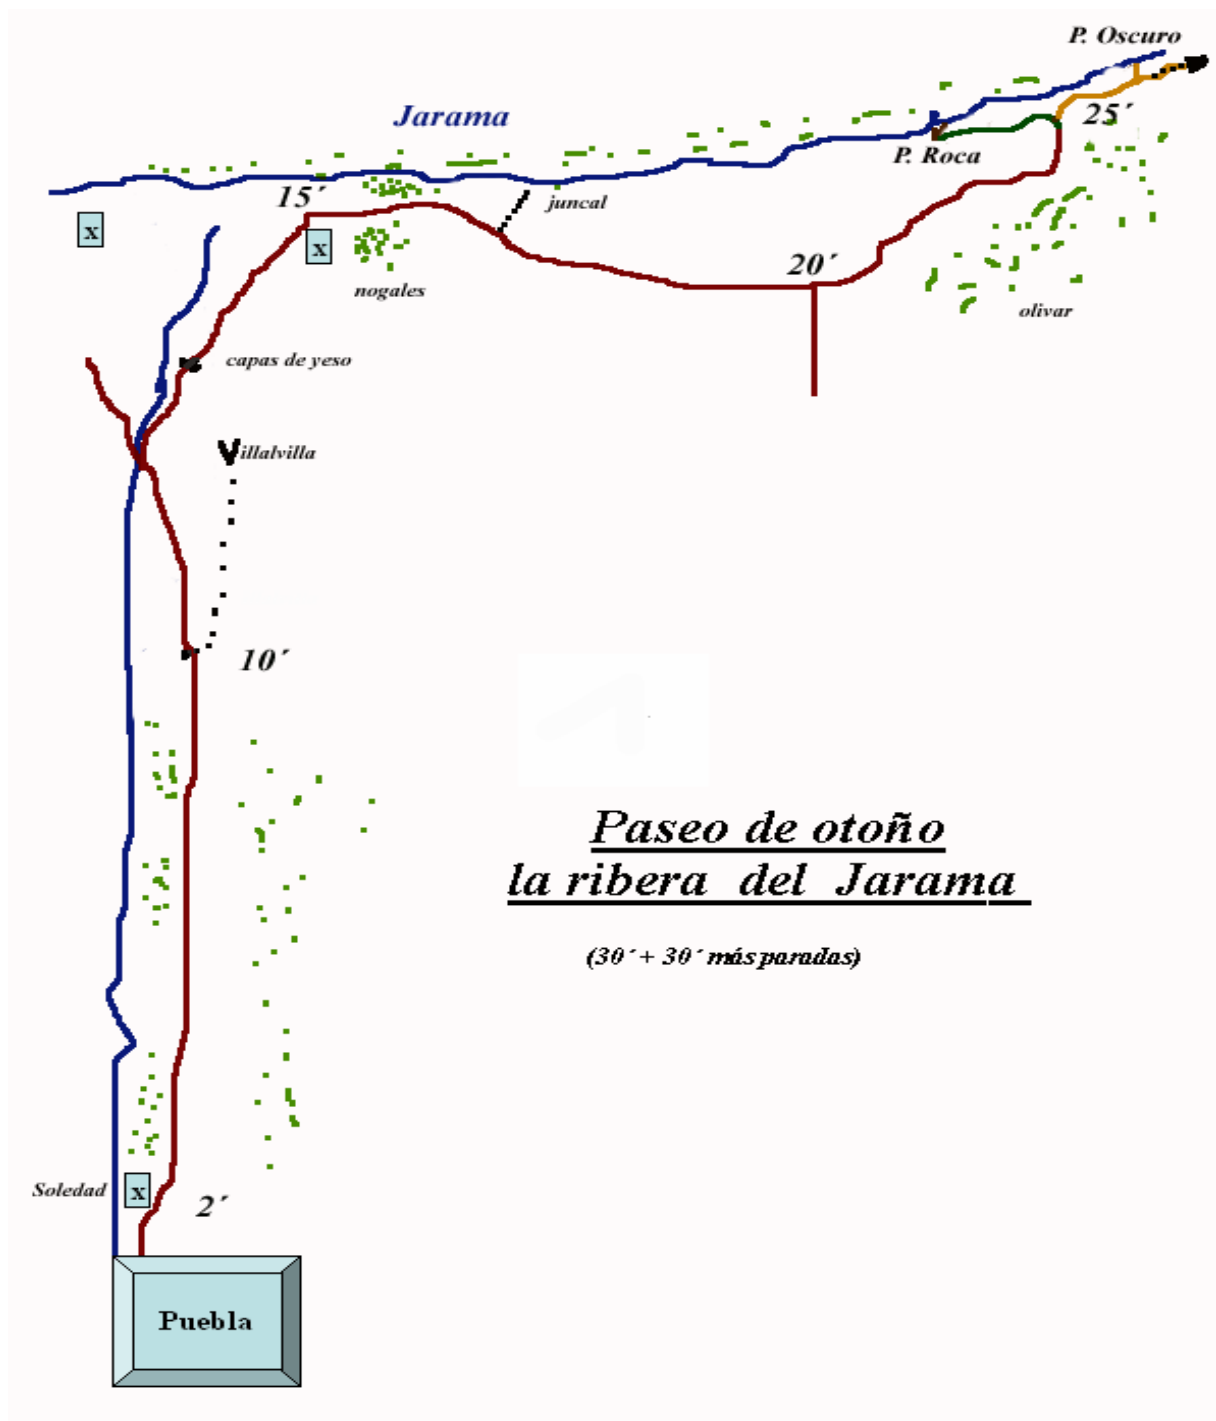 P. Oscuro
Jarama
25´
P. Roca
15´
juncal
x
x
20´
nogales
olivar
capas de yeso
Villalvilla
10´
Paseo de otoño
la ribera del Jarama
(30´ + 30´ más paradas)
Soledad
x
2´
Puebla